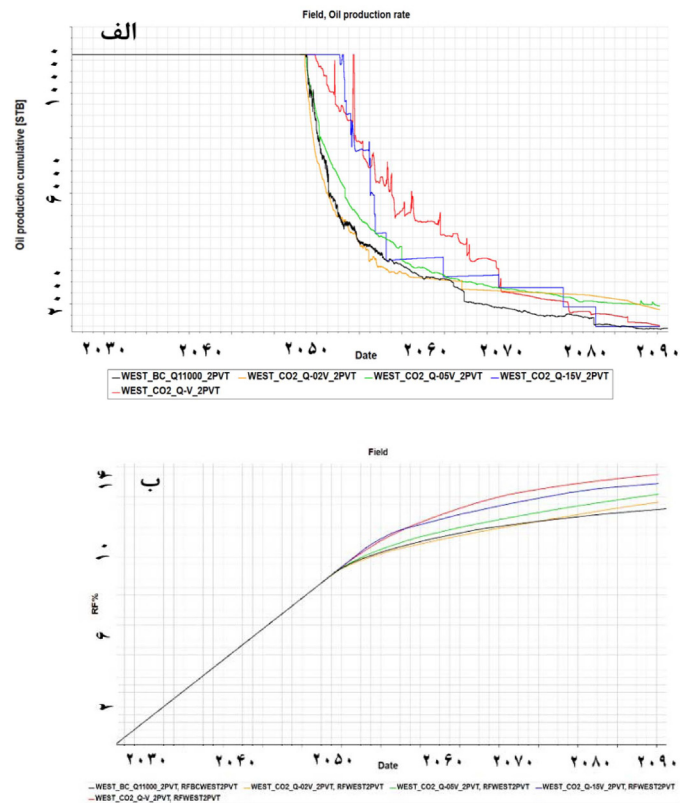 Field, Oil production rate
الف
Oil production cumulative [STB]
۱۰۰۰۰
۶۰۰۰
۲۰۰۰
۲۰۳۰ ۲۰۴۰ ۲۰۵۰ ۲۰۶۰ ۲۰۷۰ ۲۰۸۰ ۲۰۹۰
Date
WEST_BC_Q11000_2PVT WEST_CO2_Q-02V_2PVT WEST_CO2_Q-05V_2PVT WEST_CO2_Q-15V_2PVT
WEST_CO2_Q-V_2PVT
Field
ب
RF%
۱۴
۱۰
۶
۲
۲۰۳۰ ۲۰۴۰ ۲۰۵۰ ۲۰۶۰ ۲۰۷۰ ۲۰۸۰ ۲۰۹۰
Date
WEST_BC_Q11000_2PVT, RFBCWEST2PVT WEST_CO2_Q-02V_2PVT, RFWEST2PVT WEST_CO2_Q-05V_2PVT, RFWEST2PVT WEST_CO2_Q-15V_2PVT, RFWEST2PVT
WEST_CO2_Q-V_2PVT, RFWEST2PVT